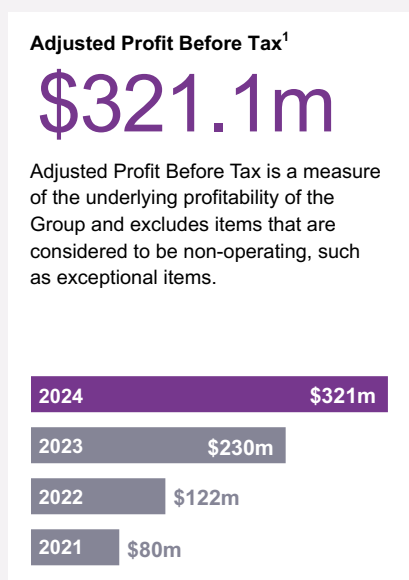 Adjusted Profit Before Tax¹
$321.1m
Adjusted Profit Before Tax is a measure
of the underlying profitability of the
Group and excludes items that are
considered to be non-operating, such
as exceptional items.
2024 $321m
2023 $230m
2022 $122m
2021 $80m